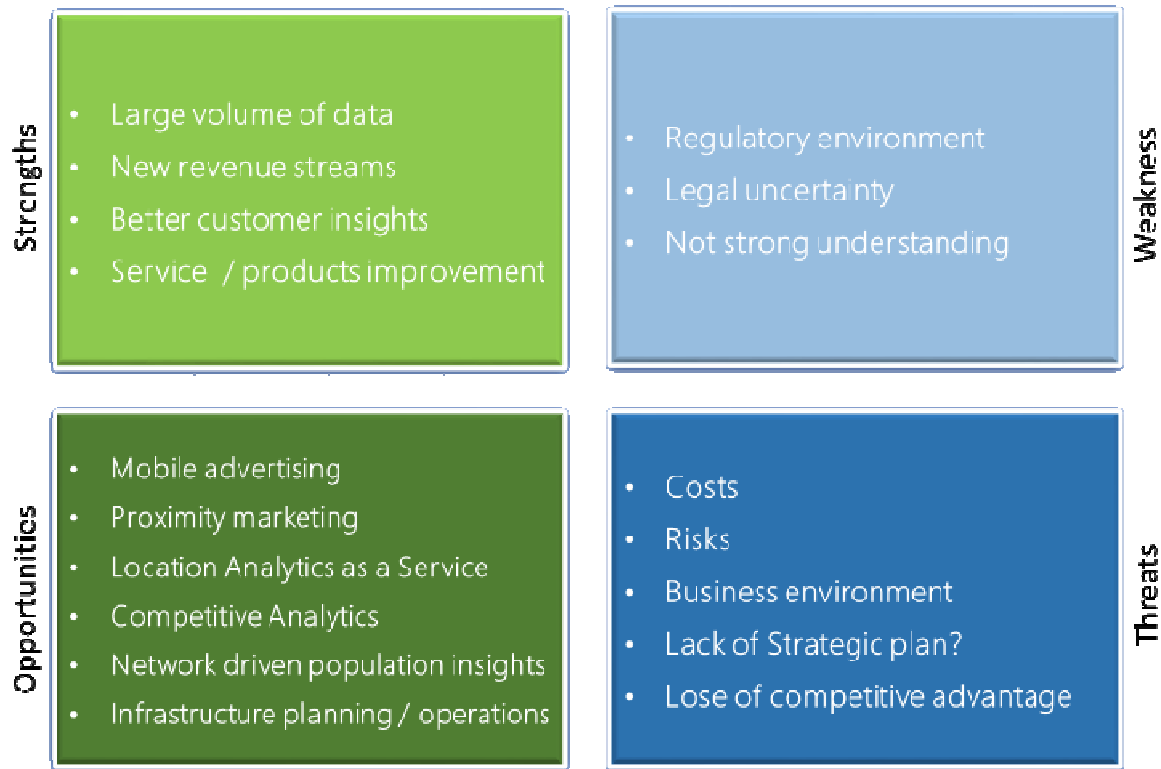 Strengths
• Large volume of data
• New revenue streams
• Better customer insights
• Service / products improvement
Weakness
• Regulatory environment
• Legal uncertainty
• Not strong understanding
Opportunities
• Mobile advertising
• Proximity marketing
• Location Analytics as a Service
• Competitive Analytics
• Network driven population insights
• Infrastructure planning / operations
Threats
• Costs
• Risks
• Business environment
• Lack of Strategic plan?
• Lose of competitive advantage